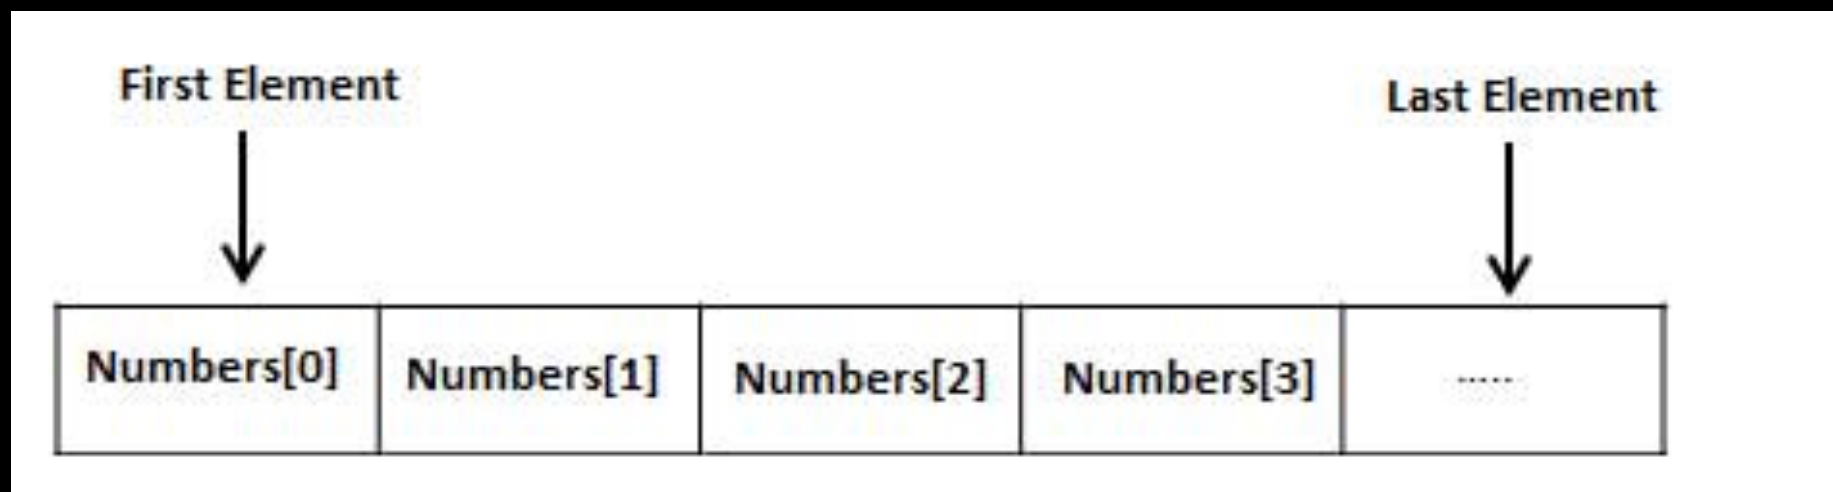 First Element
Last Element
Numbers[0] Numbers[1] Numbers[2] Numbers[3] .....